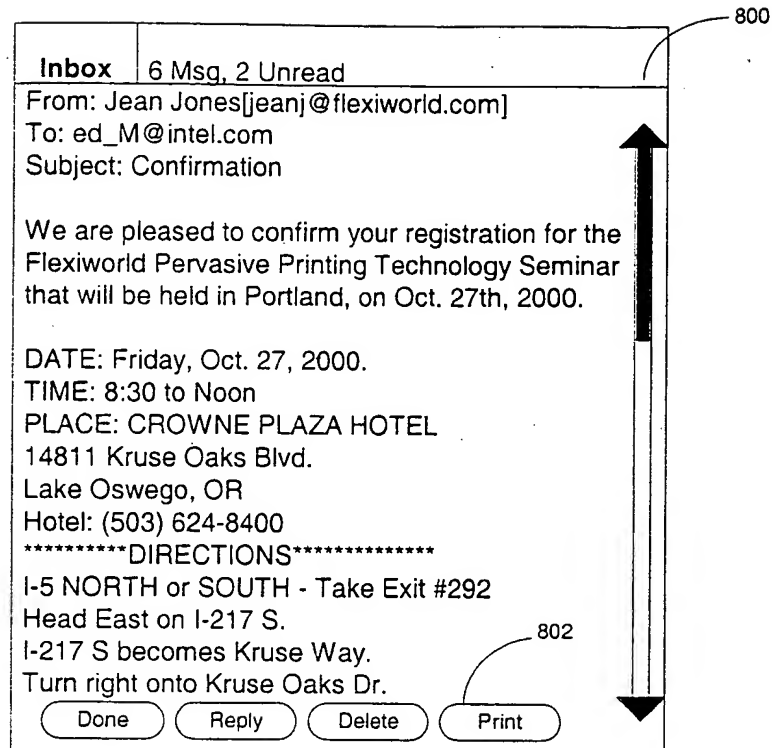 800
Inbox 6 Msg, 2 Unread
From: Jean Jones[jeanj@flexiworld.com]
To: ed_M@intel.com
Subject: Confirmation
We are pleased to confirm your registration for the
Flexiworld Pervasive Printing Technology Seminar
that will be held in Portland, on Oct. 27th, 2000.
DATE: Friday, Oct. 27, 2000.
TIME: 8:30 to Noon
PLACE: CROWNE PLAZA HOTEL
14811 Kruse Oaks Blvd.
Lake Oswego, OR
Hotel: (503) 624-8400
**********DIRECTIONS**************
I-5 NORTH or SOUTH - Take Exit #292
Head East on I-217 S.
802
I-217 S becomes Kruse Way.
Turn right onto Kruse Oaks Dr.
Done Reply Delete Print